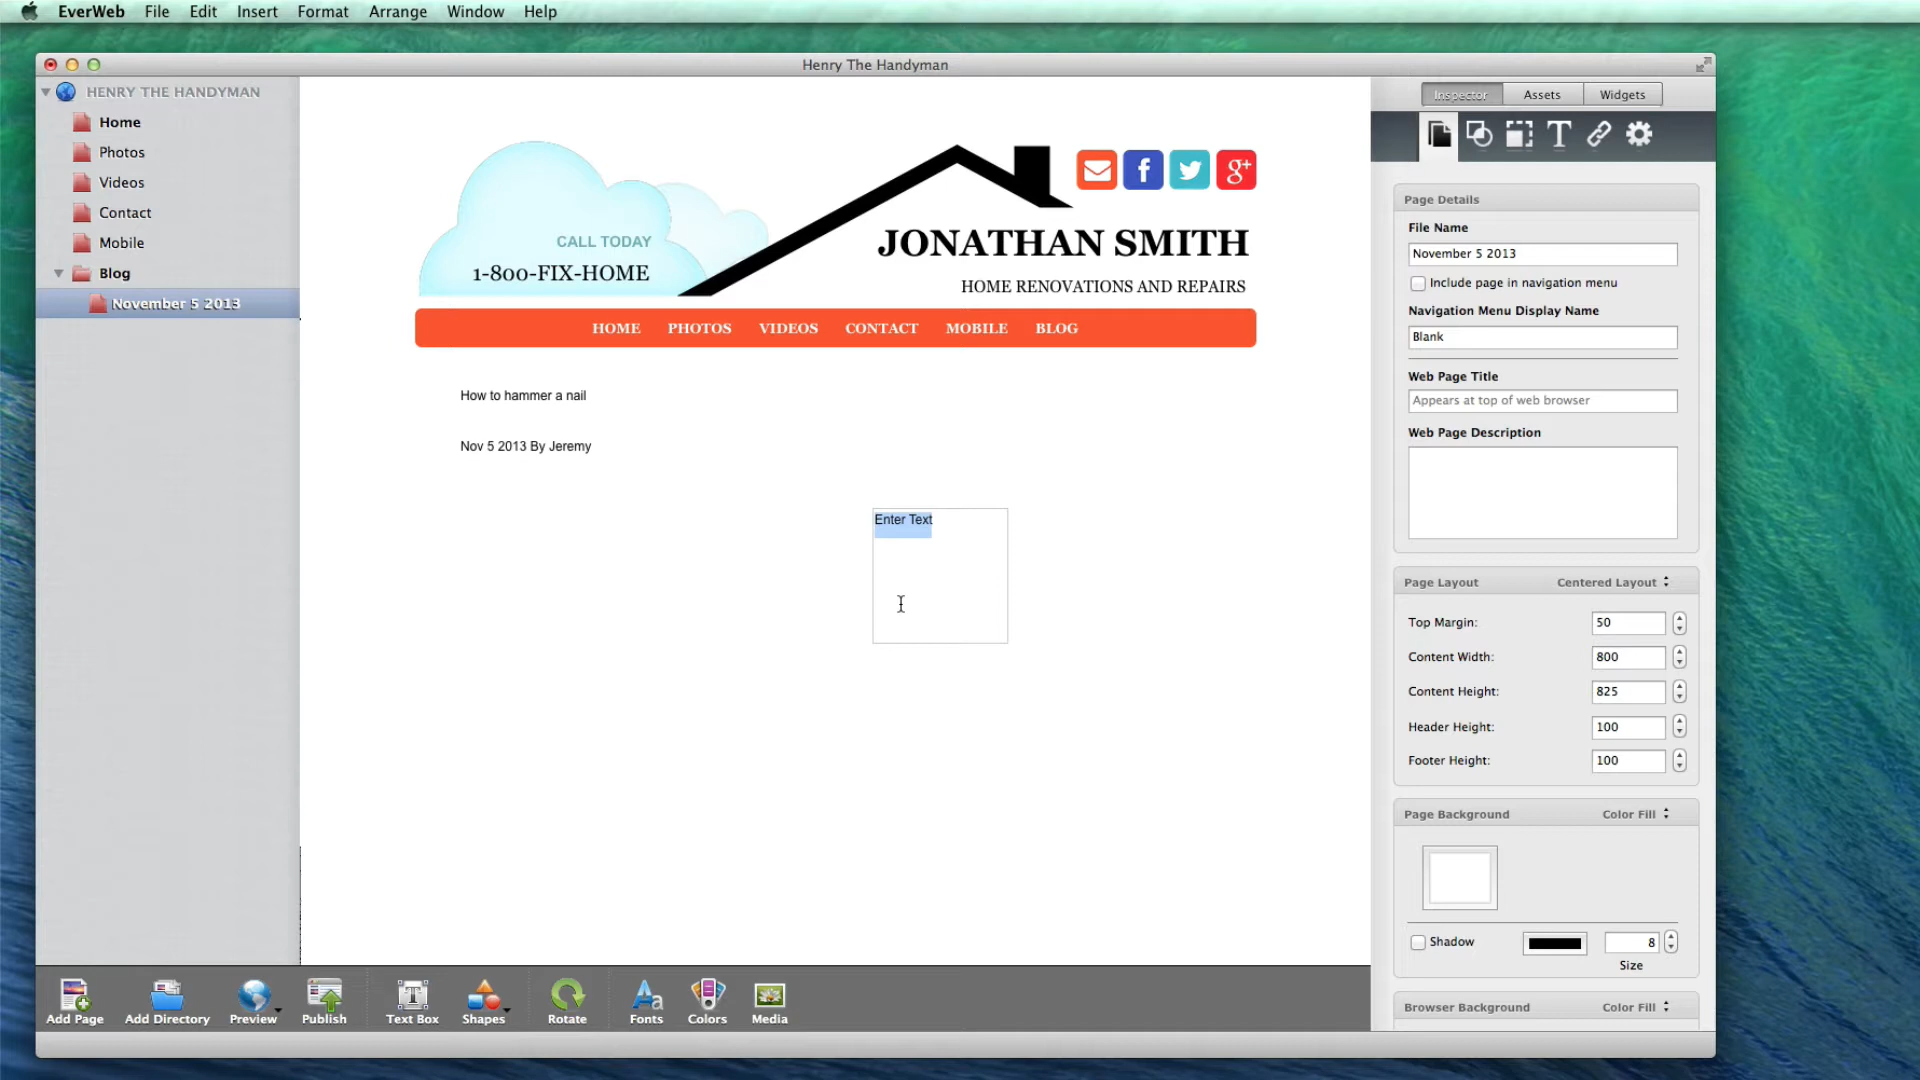 EverWeb File Edit Insert Format Arrange Window Help
Henry The Handyman
HENRY THE HANDYMAN
Home
Photos
Videos
Contact
Mobile
Blog
November 5 2013
CALL TODAY
1-800-FIX-HOME
f
g+
JONATHAN SMITH
HOME RENOVATIONS AND REPAIRS
HOME PHOTOS VIDEOS CONTACT MOBILE BLOG
How to hammer a nail
Nov 5 2013 By Jeremy
Enter Text
Inspector Assets Widgets
T
Page Details
File Name
November 5 2013
Include page in navigation menu
Navigation Menu Display Name
Blank
Web Page Title
Appears at top of web browser
Web Page Description
Page Layout Centered Layout
Top Margin: 50
Content Width: 800
Content Height: 825
Header Height: 100
Footer Height: 100
Page Background Color Fill
Shadow 8
Size
Browser Background Color Fill
Add Page Add Directory Preview Publish Text Box Shapes Rotate Fonts Colors Media